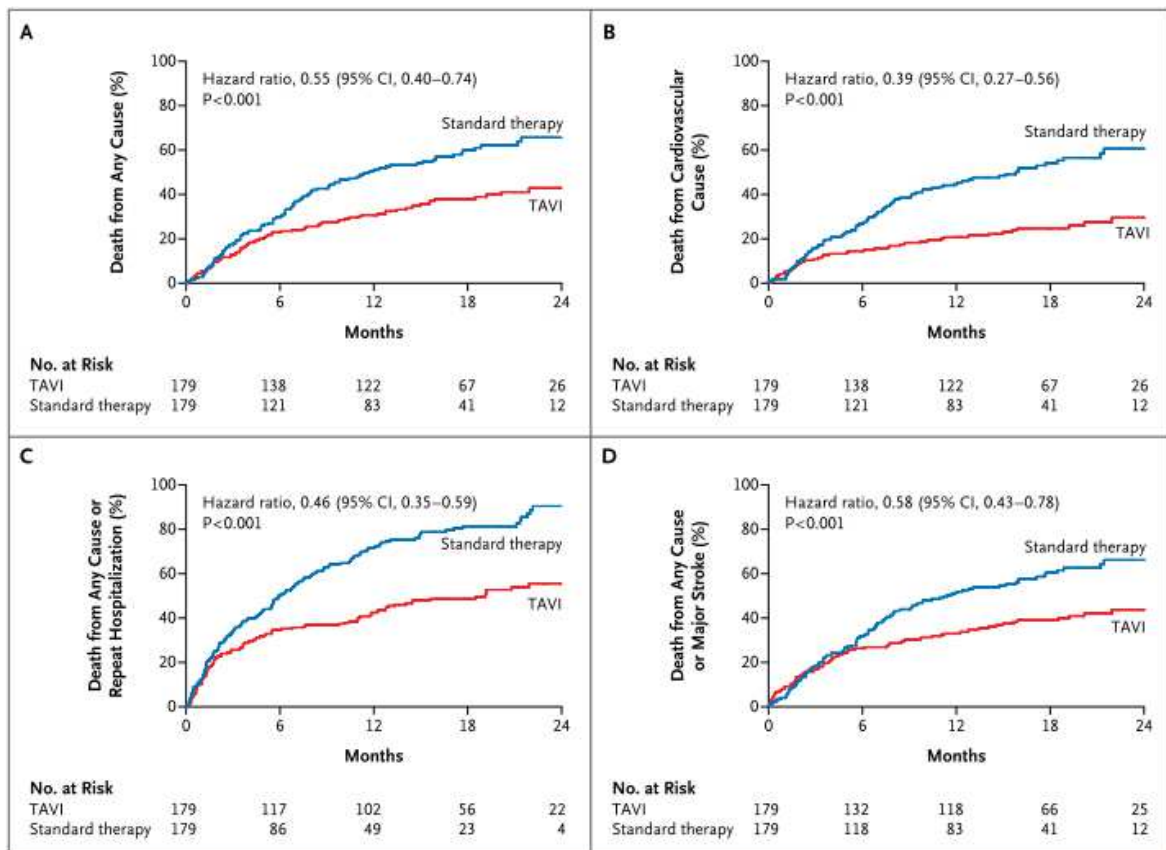 A
Death from Any Cause (%)
100
80
60
40
20
0
Hazard ratio, 0.55 (95% CI, 0.40–0.74)
P<0.001
Standard therapy
TAVI
0 6 12 18 24
Months
No. at Risk
TAVI 179 138 122 67 26
Standard therapy 179 121 83 41 12
B
Death from Cardiovascular
Cause (%)
100
80
60
40
20
0
Hazard ratio, 0.39 (95% CI, 0.27–0.56)
P<0.001
Standard therapy
TAVI
0 6 12 18 24
Months
No. at Risk
TAVI 179 138 122 67 26
Standard therapy 179 121 83 41 12
C
Death from Any Cause or
Repeat Hospitalization (%)
100
80
60
40
20
0
Hazard ratio, 0.46 (95% CI, 0.35–0.59)
P<0.001
Standard therapy
TAVI
0 6 12 18 24
Months
No. at Risk
TAVI 179 117 102 56 22
Standard therapy 179 86 49 23 4
D
Death from Any Cause
or Major Stroke (%)
100
80
60
40
20
0
Hazard ratio, 0.58 (95% CI, 0.43–0.78)
P<0.001
Standard therapy
TAVI
0 6 12 18 24
Months
No. at Risk
TAVI 179 132 118 66 25
Standard therapy 179 118 83 41 12